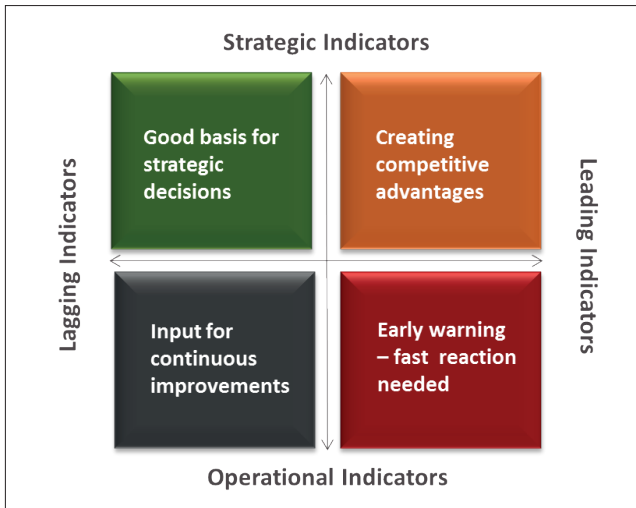 Strategic Indicators
Lagging Indicators
Good basis for
strategic
decisions
Creating
competitive
advantages
Leading Indicators
Input for
continuous
improvements
Early warning
– fast reaction
needed
Operational Indicators